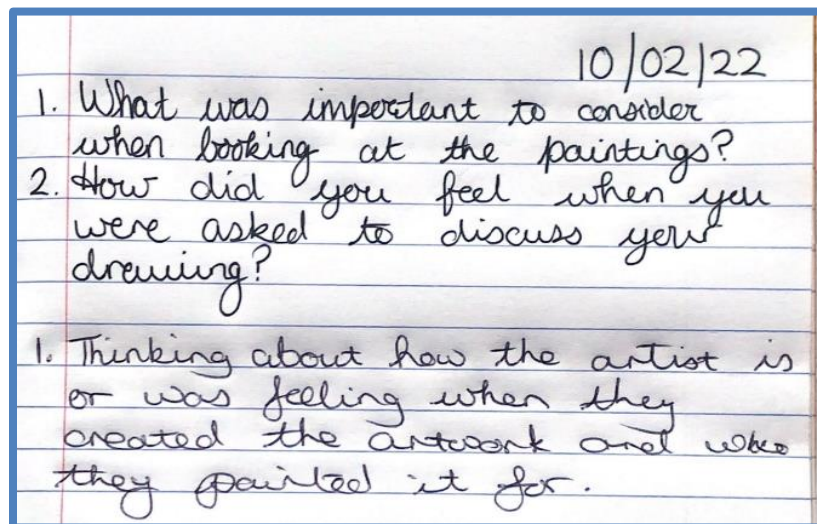 10/02/22
1. What was important to consider
when looking at the paintings?
2. How did you feel when you
were asked to discuss your
drawing?
1. Thinking about how the artist is
or was feeling when they
created the artwork and who
they painted it for.